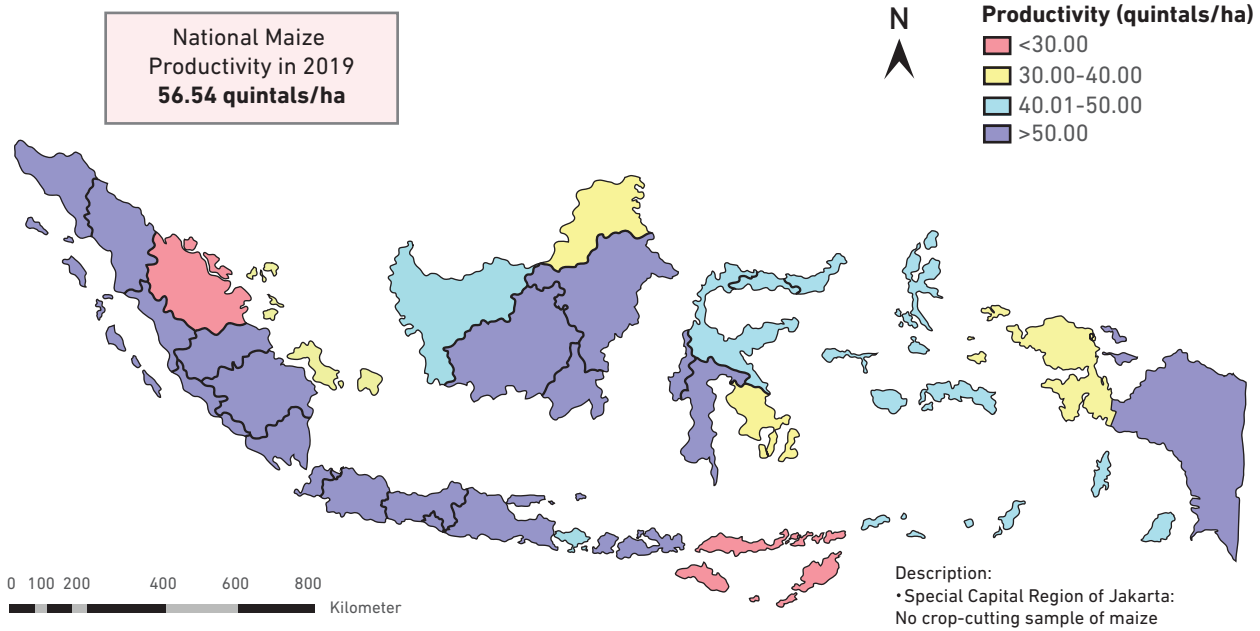 National Maize
Productivity in 2019
56.54 quintals/ha
N
Productivity (quintals/ha)
<30.00
30.00-40.00
40.01-50.00
>50.00
0 100 200 400 600 800
Kilometer
Description:
•Special Capital Region of Jakarta:
No crop-cutting sample of maize